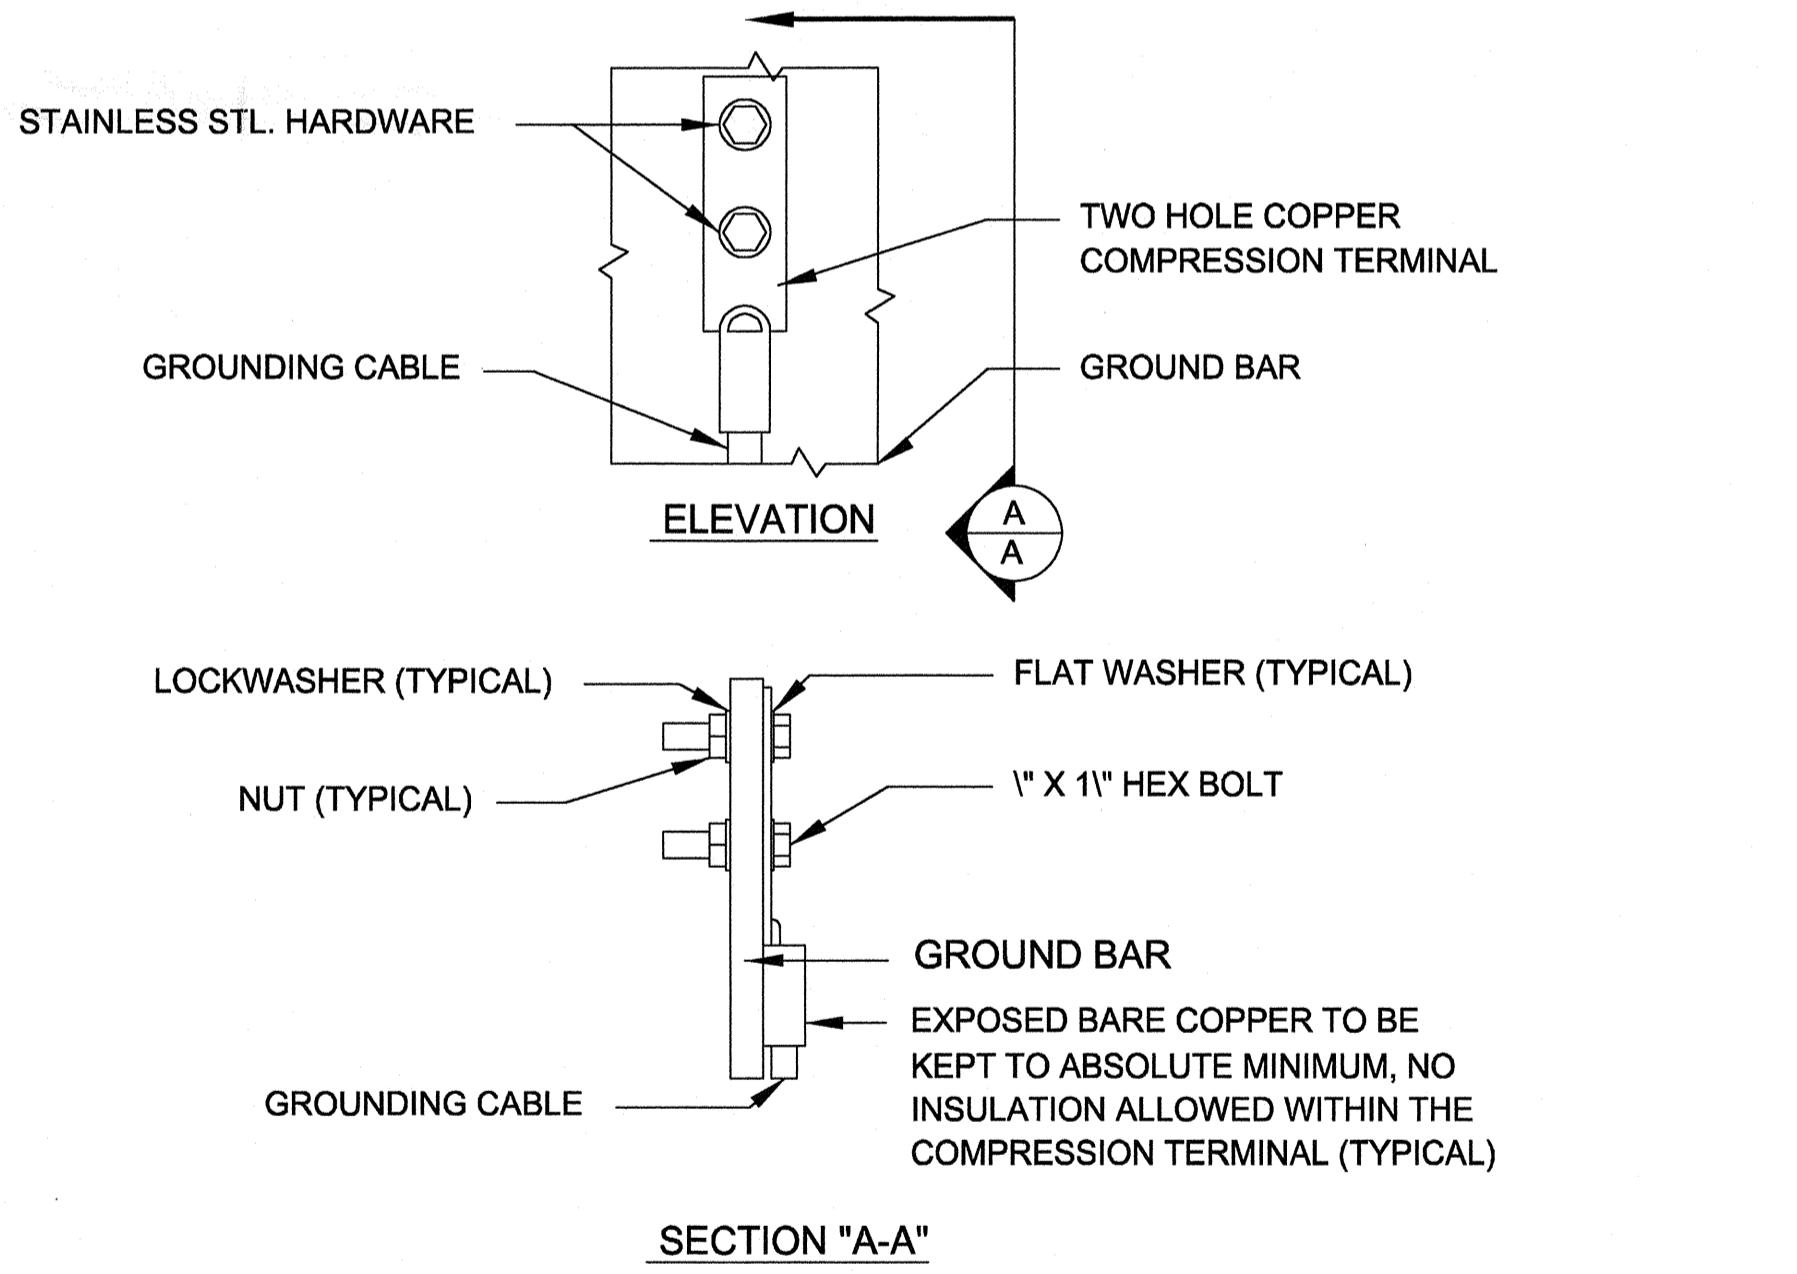 STAINLESS STL. HARDWARE
TWO HOLE COPPER
COMPRESSION TERMINAL
GROUNDING CABLE
GROUND BAR
ELEVATION
A
A
LOCKWASHER (TYPICAL)
FLAT WASHER (TYPICAL)
NUT (TYPICAL)
\" X 1\" HEX BOLT
GROUND BAR
EXPOSED BARE COPPER TO BE
KEPT TO ABSOLUTE MINIMUM, NO
INSULATION ALLOWED WITHIN THE
COMPRESSION TERMINAL (TYPICAL)
GROUNDING CABLE
SECTION "A-A"